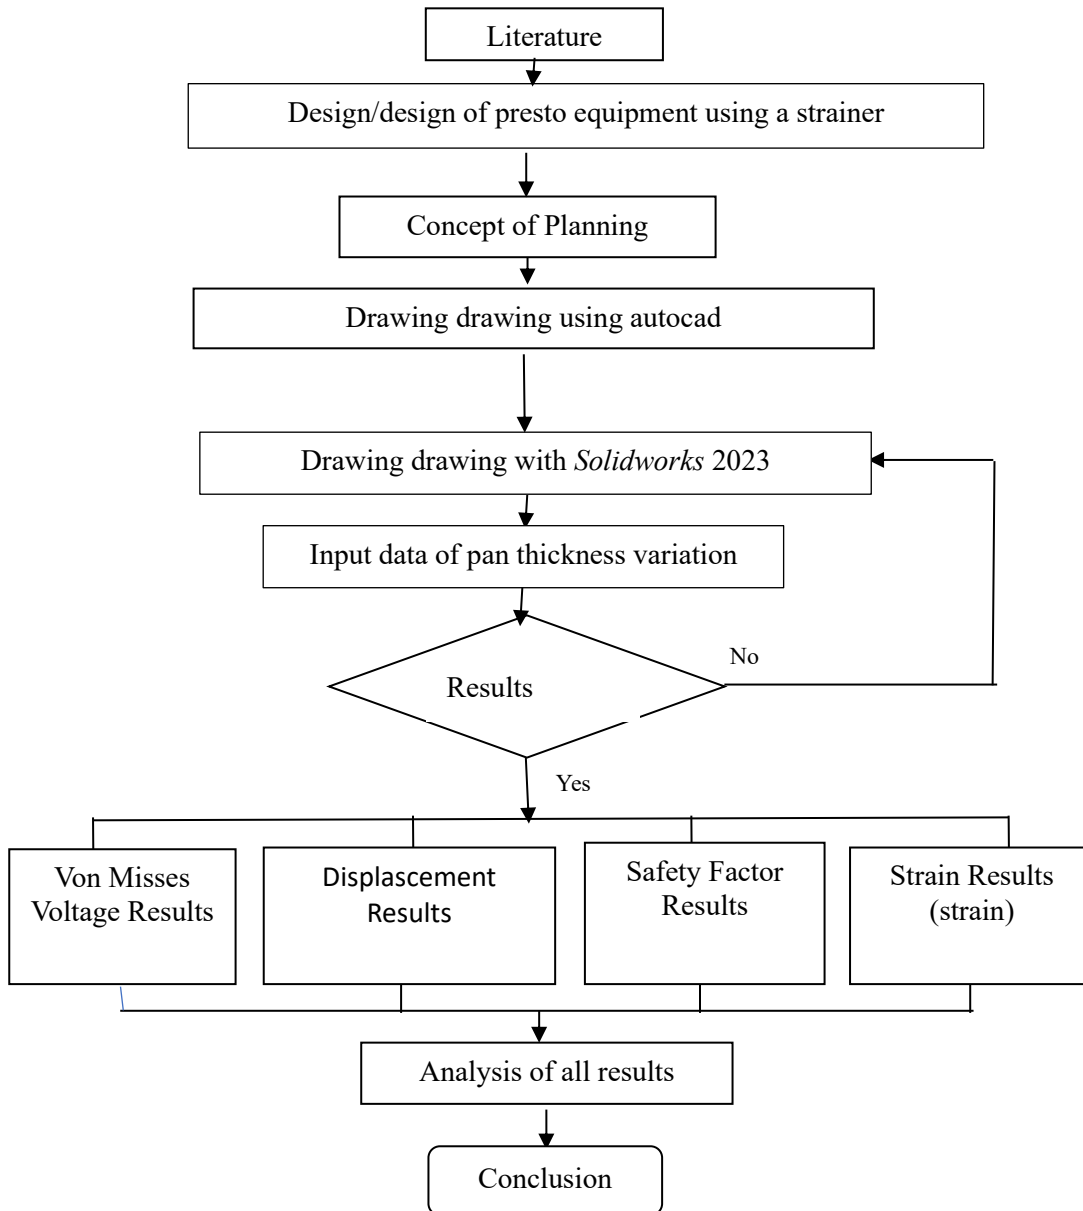 Literature
Design/design of presto equipment using a strainer
Concept of Planning
Drawing drawing using autocad
Drawing drawing with Solidworks 2023
Input data of pan thickness variation
No
Results
Yes
Von Misses
Voltage Results
Displascement
Results
Safety Factor
Results
Strain Results
(strain)
Analysis of all results
Conclusion